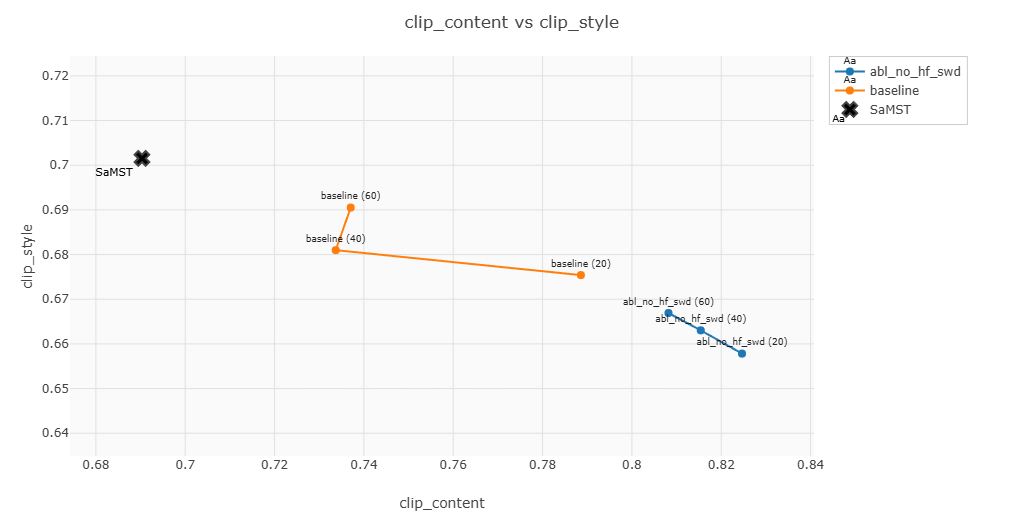 clip_content vs clip_style
Aa
abl_no_hf_swd
Aa
baseline
SaMST
Aa
0.72
0.71
0.7
0.69
0.68
0.67
0.66
0.65
0.64
clip_style
SaMST
baseline (60)
baseline (40)
baseline (20)
abl_no_hf_swd (60)
abl_no_hf_swd (40)
abl_no_hf_swd (20)
0.68 0.7 0.72 0.74 0.76 0.78 0.8 0.82 0.84
clip_content